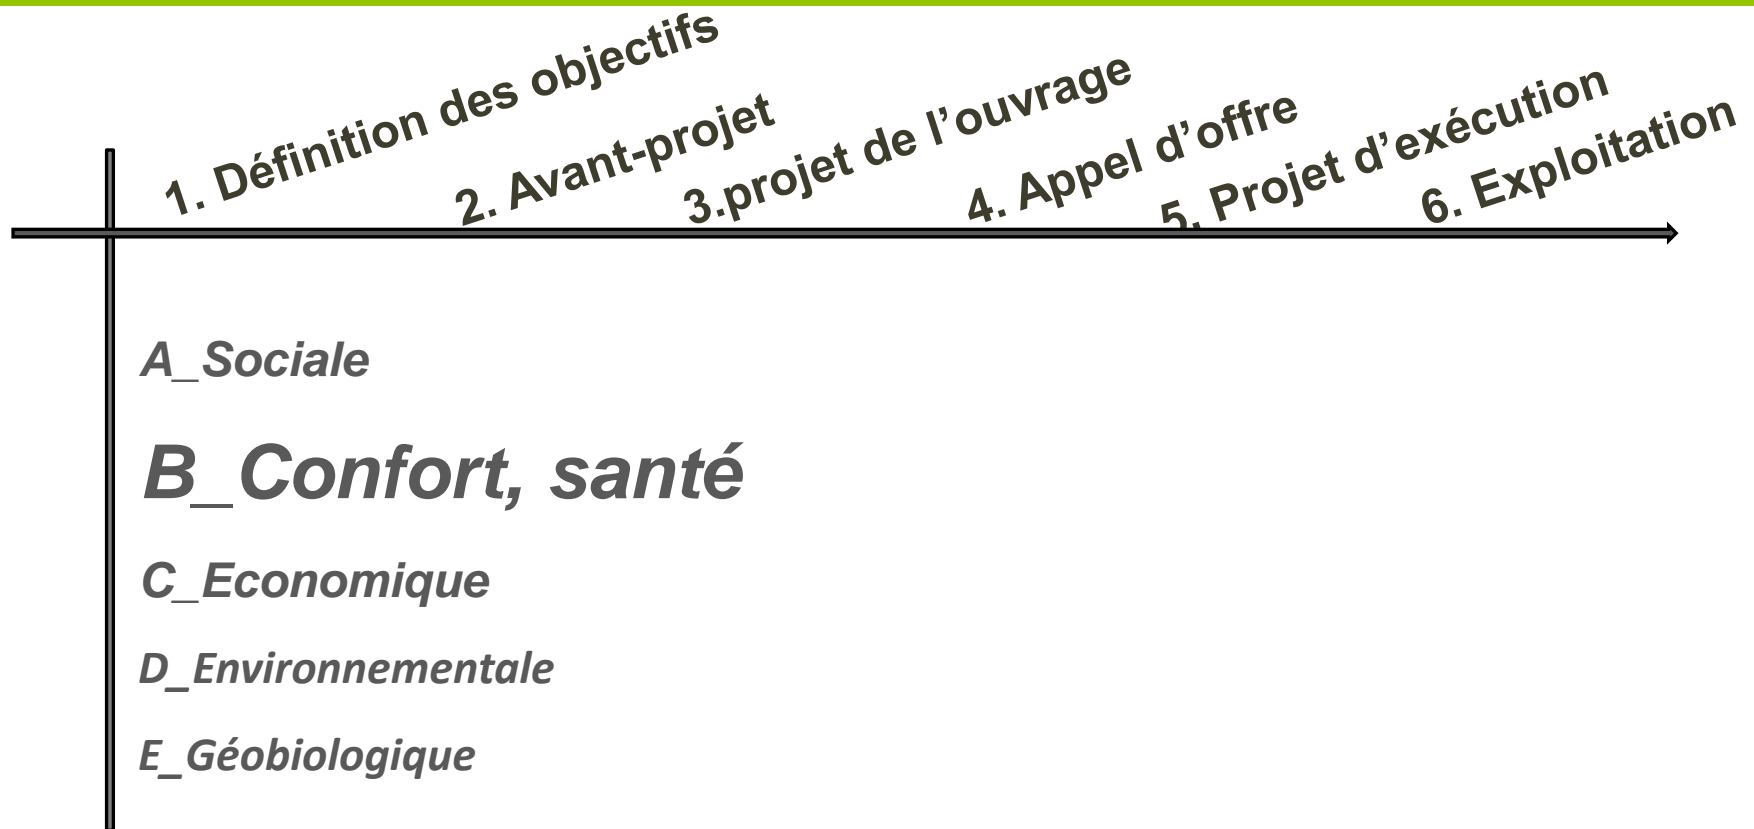 1. Définition des objectifs
2. Avant-projet
3.projet de l’ouvrage
4. Appel d’offre
5. Projet d’exécution
6. Exploitation
A_Sociale
B_Confort, santé
C_Economique
D_Environnementale
E_Géobiologique